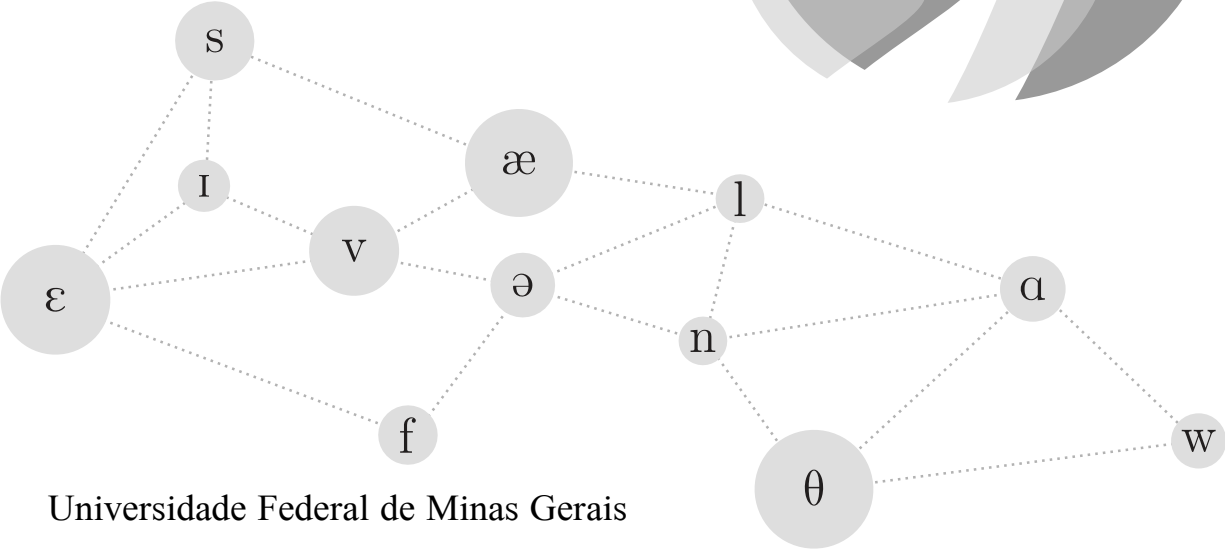 s
æ
ɪ
l
v
ə
ɑ
ɛ
n
f
w
θ
Universidade Federal de Minas Gerais